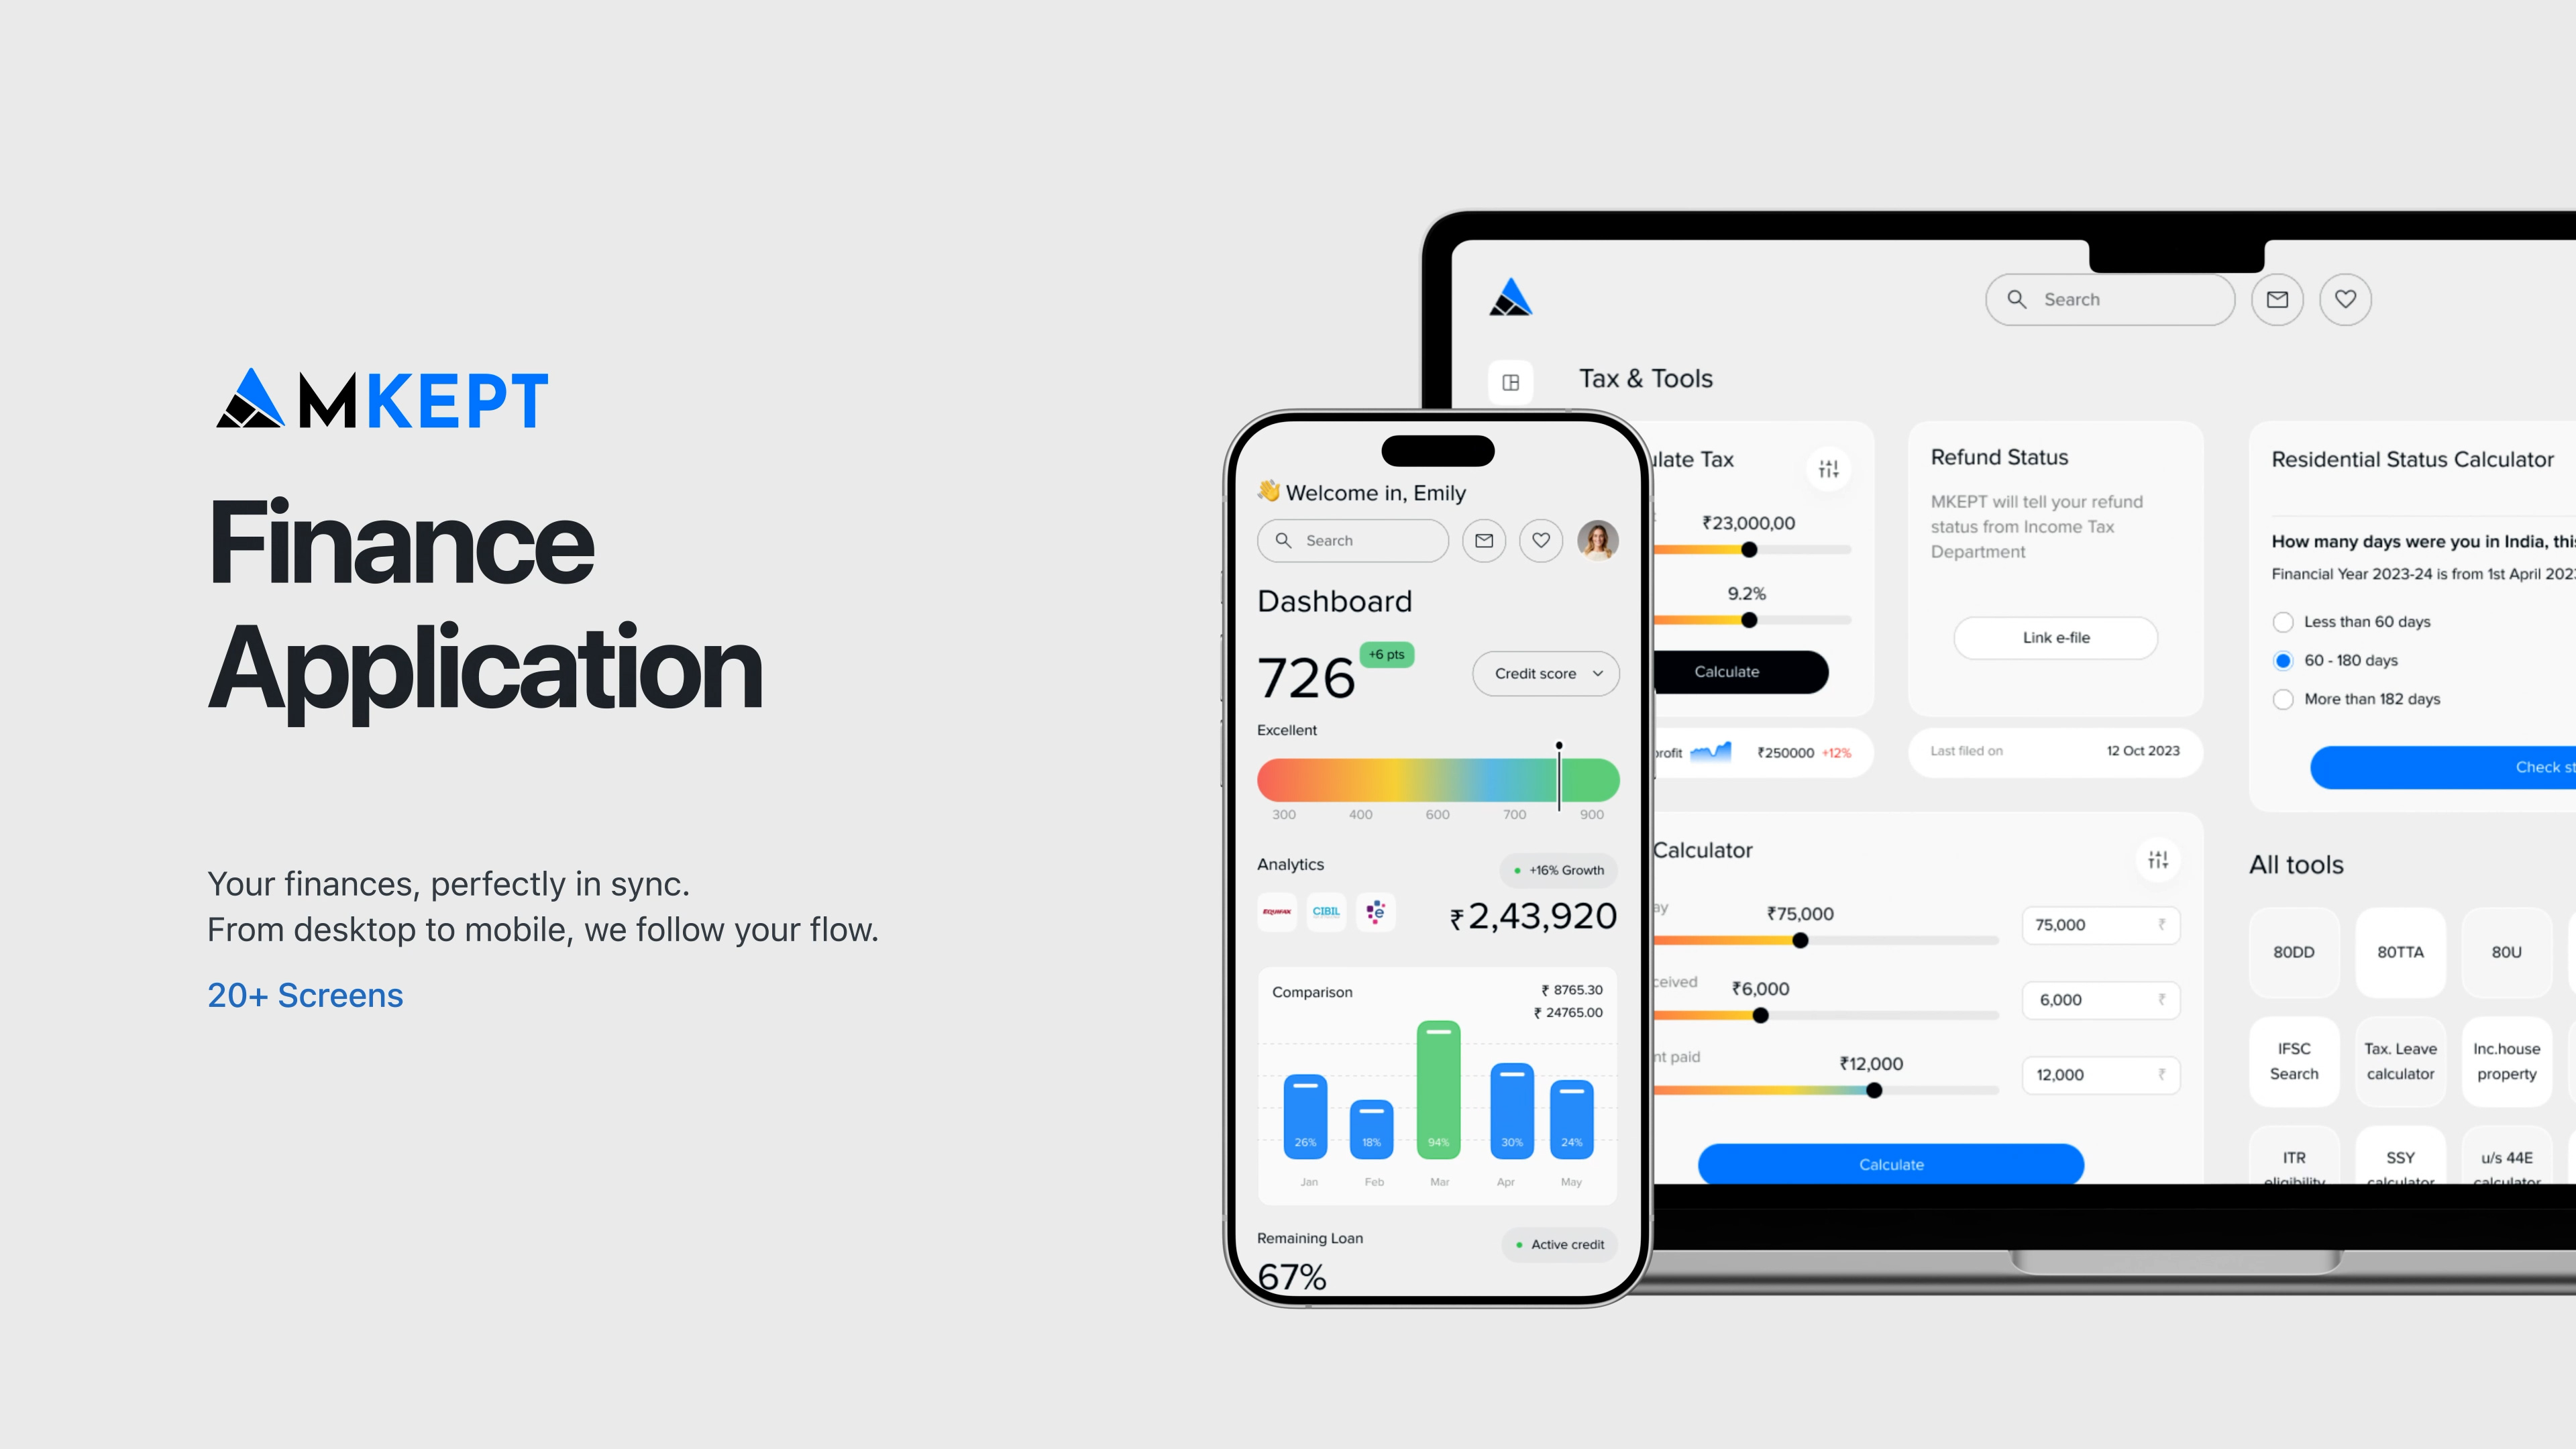 MKEPT
Finance
Application
Your finances, perfectly in sync.
From desktop to mobile, we follow your flow.
20+ Screens
👋 Welcome in, Emily
Search
Dashboard
726
+6 pts
Credit score
Excellent
300 400 600 700 900
Analytics
+16% Growth
EQUIFAX
CIBIL
e
₹2,43,920
Comparison
₹ 8765.30
₹ 24765.00
26% 18% 94% 30% 24%
Jan Feb Mar Apr May
Remaining Loan
Active credit
67%
Search
Tax & Tools
ulate Tax
₹23,000,00
9.2%
Calculate
profit
₹250000 +12%
Refund Status
MKEPT will tell your refund
status from Income Tax
Department
Link e-file
Last filed on
12 Oct 2023
Residential Status Calculator
How many days were you in India, this
Financial Year 2023-24 is from 1st April 202
Less than 60 days
60 - 180 days
More than 182 days
Check st
Calculator
ay
₹75,000
75,000 ₹
ceived
₹6,000
6,000 ₹
nt paid
₹12,000
12,000 ₹
Calculate
All tools
80DD
80TTA
80U
IFSC
Search
Tax. Leave
calculator
Inc.house
property
ITR
eligibility
SSY
calculator
u/s 44E
calculator